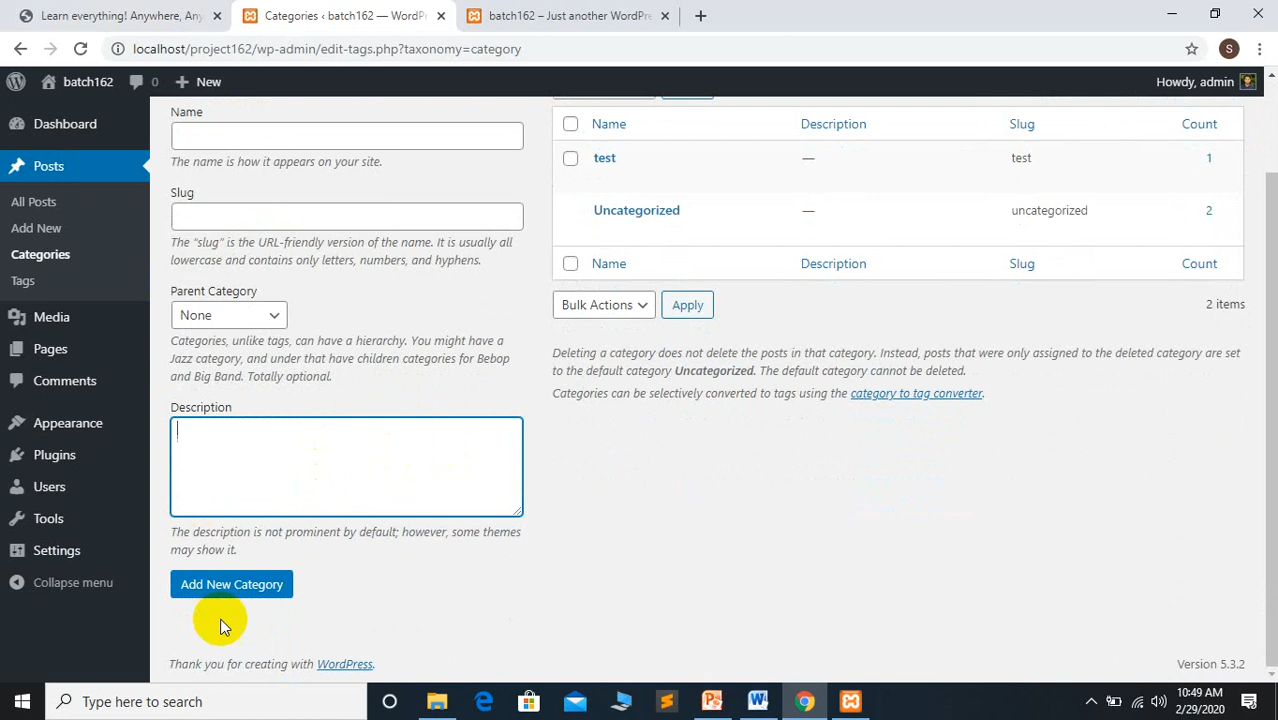 Learn everything! Anywhere, Any
Categories ‹ batch162 — WordPr
batch162 – Just another WordPre
localhost/project162/wp-admin/edit-tags.php?taxonomy=category
S
batch162
0
New
Howdy, admin
Dashboard
Posts
All Posts
Add New
Categories
Tags
Media
Pages
Comments
Appearance
Plugins
Users
Tools
Settings
Collapse menu
Name
The name is how it appears on your site.
Slug
The “slug” is the URL-friendly version of the name. It is usually all
lowercase and contains only letters, numbers, and hyphens.
Parent Category
None
Categories, unlike tags, can have a hierarchy. You might have a
Jazz category, and under that have children categories for Bebop
and Big Band. Totally optional.
Description
The description is not prominent by default; however, some themes
may show it.
Add New Category
Name Description Slug Count
test — test 1
Uncategorized — uncategorized 2
Name Description Slug Count
Bulk Actions Apply 2 items
Deleting a category does not delete the posts in that category. Instead, posts that were only assigned to the deleted category are set
to the default category Uncategorized. The default category cannot be deleted.
Categories can be selectively converted to tags using the category to tag converter.
Thank you for creating with WordPress.
Version 5.3.2
Type here to search
10:49 AM
2/29/2020